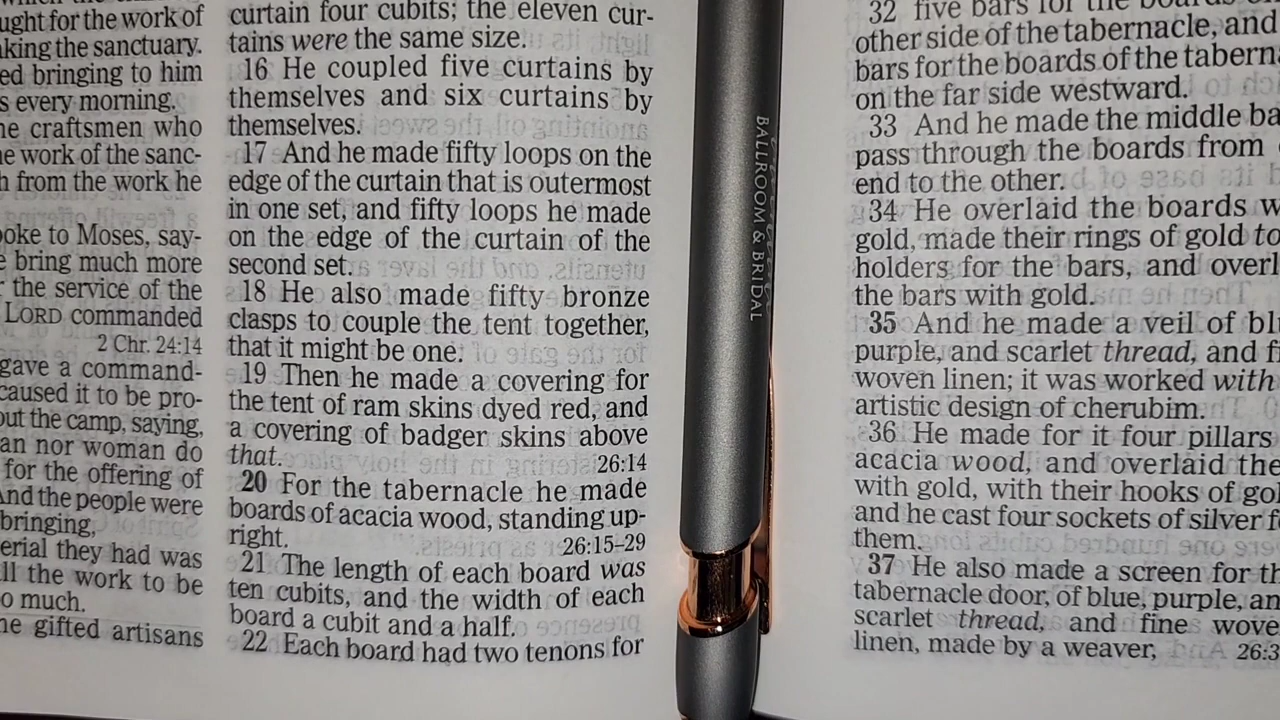 ught for the work of
king the sanctuary.
ed bringing to him
s every morning.
ne craftsmen who
e work of the sanc-
h from the work he
oke to Moses, say-
e bring much more
r the service of the
LORD commanded
2 Chr. 24:14
gave a command-
caused it to be pro-
out the camp, saying,
an nor woman do
for the offering of
And the people were
bringing,
erial they had was
ll the work to be
o much.
he gifted artisans
curtain four cubits; the eleven cur-
tains were the same size.
16 He coupled five curtains by
themselves and six curtains by
themselves.
17 And he made fifty loops on the
edge of the curtain that is outermost
in one set, and fifty loops he made
on the edge of the curtain of the
second set.
18 He also made fifty bronze
clasps to couple the tent together,
that it might be one.
19 Then he made a covering for
the tent of ram skins dyed red, and
a covering of badger skins above
that. 26:14
20 For the tabernacle he made
boards of acacia wood, standing up-
right. 26:15–29
21 The length of each board was
ten cubits, and the width of each
board a cubit and a half.
22 Each board had two tenons for
BALLROOM & BRIDAL
32 five bars for the boards on
other side of the tabernacle, and
bars for the boards of the tabern
on the far side westward.
33 And he made the middle ba
pass through the boards from
end to the other.
34 He overlaid the boards w
gold, made their rings of gold to
holders for the bars, and overl
the bars with gold.
35 And he made a veil of bl
purple, and scarlet thread, and fi
woven linen; it was worked with
artistic design of cherubim.
36 He made for it four pillars
acacia wood, and overlaid the
with gold, with their hooks of gol
and he cast four sockets of silver f
them.
37 He also made a screen for th
tabernacle door, of blue, purple, an
scarlet thread, and fine wove
linen, made by a weaver, 26:3